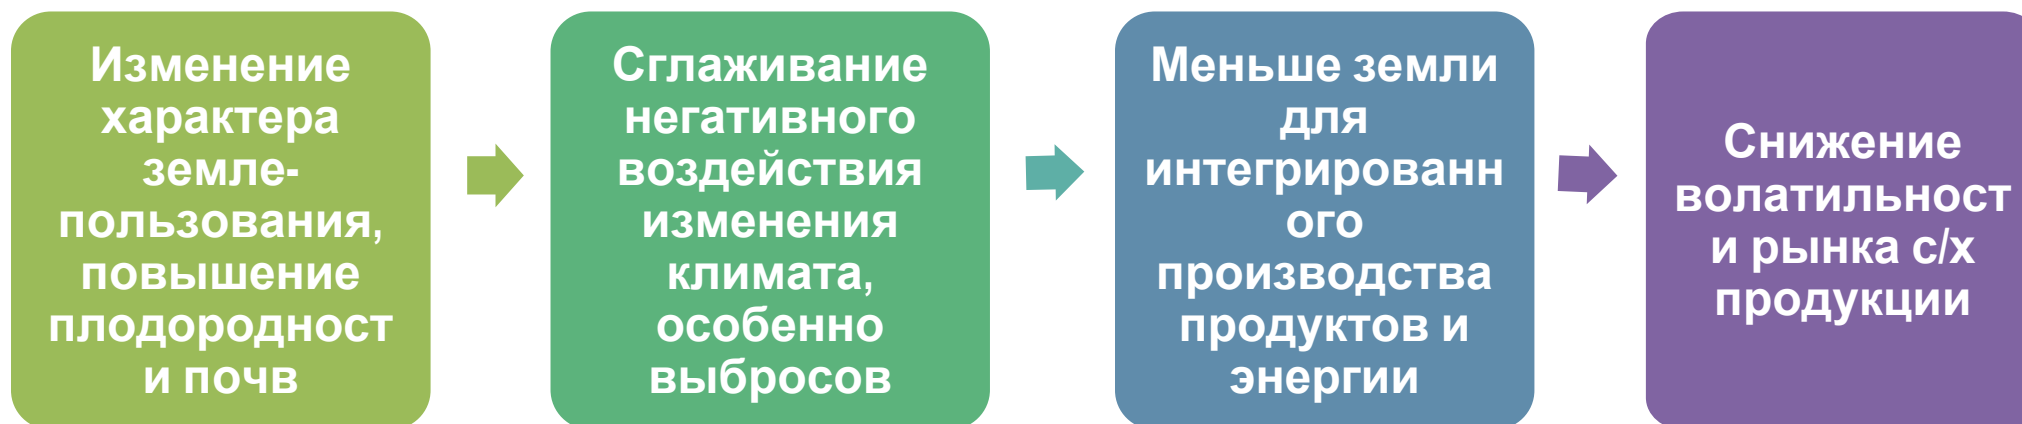 Изменение
характера
земле-
пользования,
повышение
плодородност
и почв
Сглаживание
негативного
воздействия
изменения
климата,
особенно
выбросов
Меньше земли
для
интегрированн
ого
производства
продуктов и
энергии
Снижение
волатильност
и рынка с/х
продукции